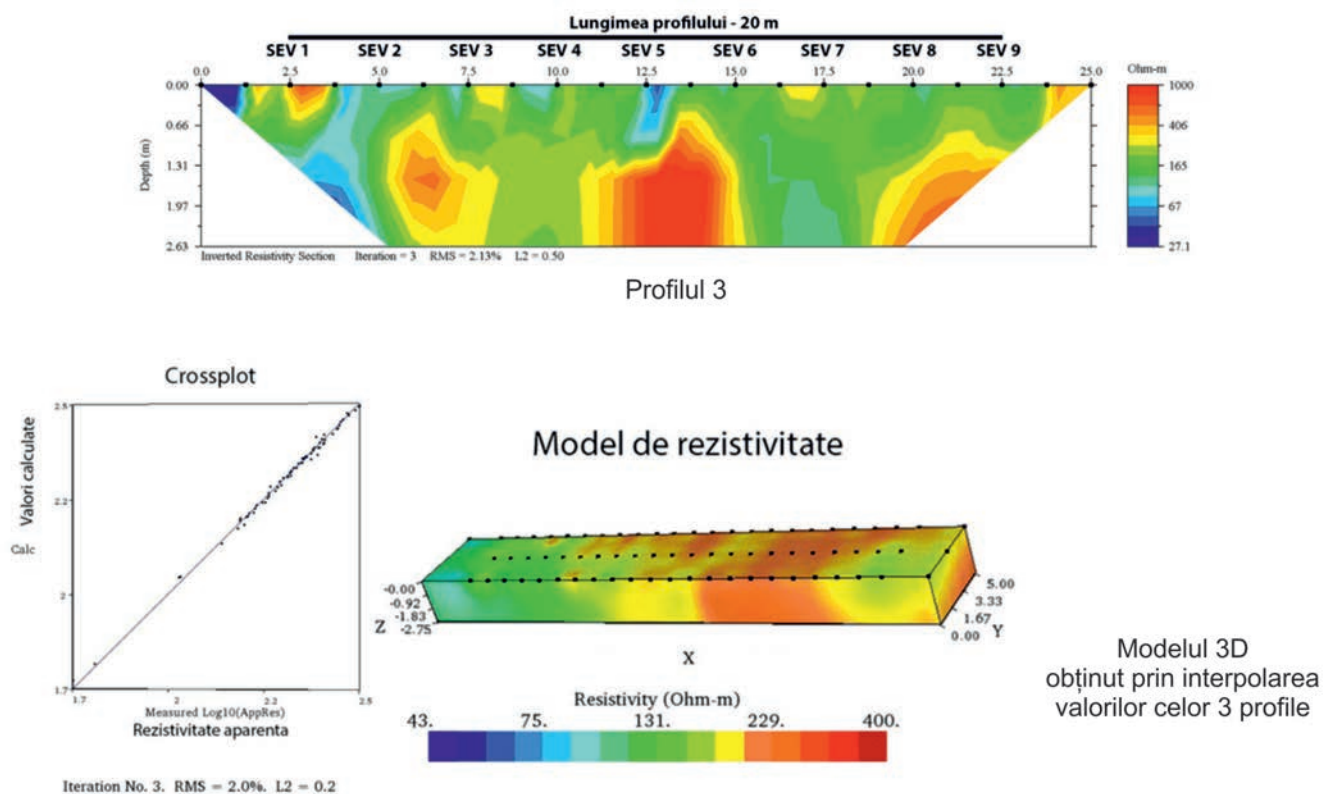 Lungimea profilului - 20 m
SEV 1 SEV 2 SEV 3 SEV 4 SEV 5 SEV 6 SEV 7 SEV 8 SEV 9
0.0 2.5 5.0 7.5 10.0 12.5 15.0 17.5 20.0 22.5 25.0
Ohm-m
0.00
0.66
1.31
1.97
2.63
Depth (m)
1000
406
165
67
27.1
Inverted Resistivity Section Iteration = 3 RMS = 2.13% L2 = 0.50
Profilul 3
Crossplot
2.5
2.2
2
1.7
Valori calculate
Calc
1.7 2 2.2 2.5
Measured Log10(AppRes)
Rezistivitate aparenta
Iteration No. 3. RMS = 2.0%. L2 = 0.2
Model de rezistivitate
-0.00
-0.92
-1.83
-2.75
Z
X
5.00
3.33
1.67
0.00
Y
Resistivity (Ohm-m)
43. 75. 131. 229. 400.
Modelul 3D
obținut prin interpolarea
valorilor celor 3 profile